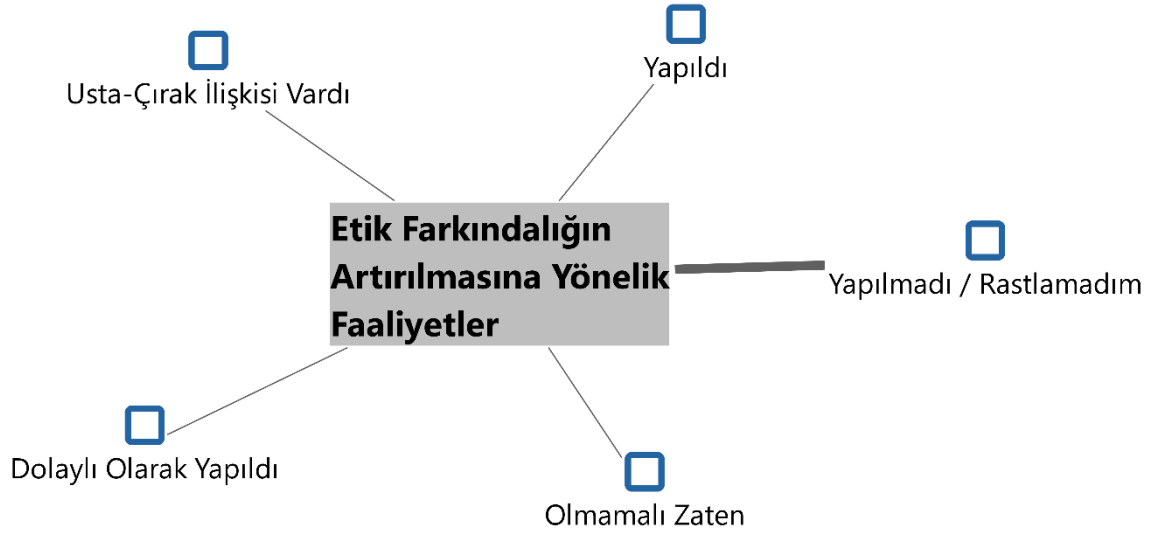 Usta-Çırak İlişkisi Vardı
Yapıldı
Etik Farkındalığın
Artırılmasına Yönelik
Faaliyetler
Yapılmadı / Rastlamadım
Dolaylı Olarak Yapıldı
Olmamalı Zaten